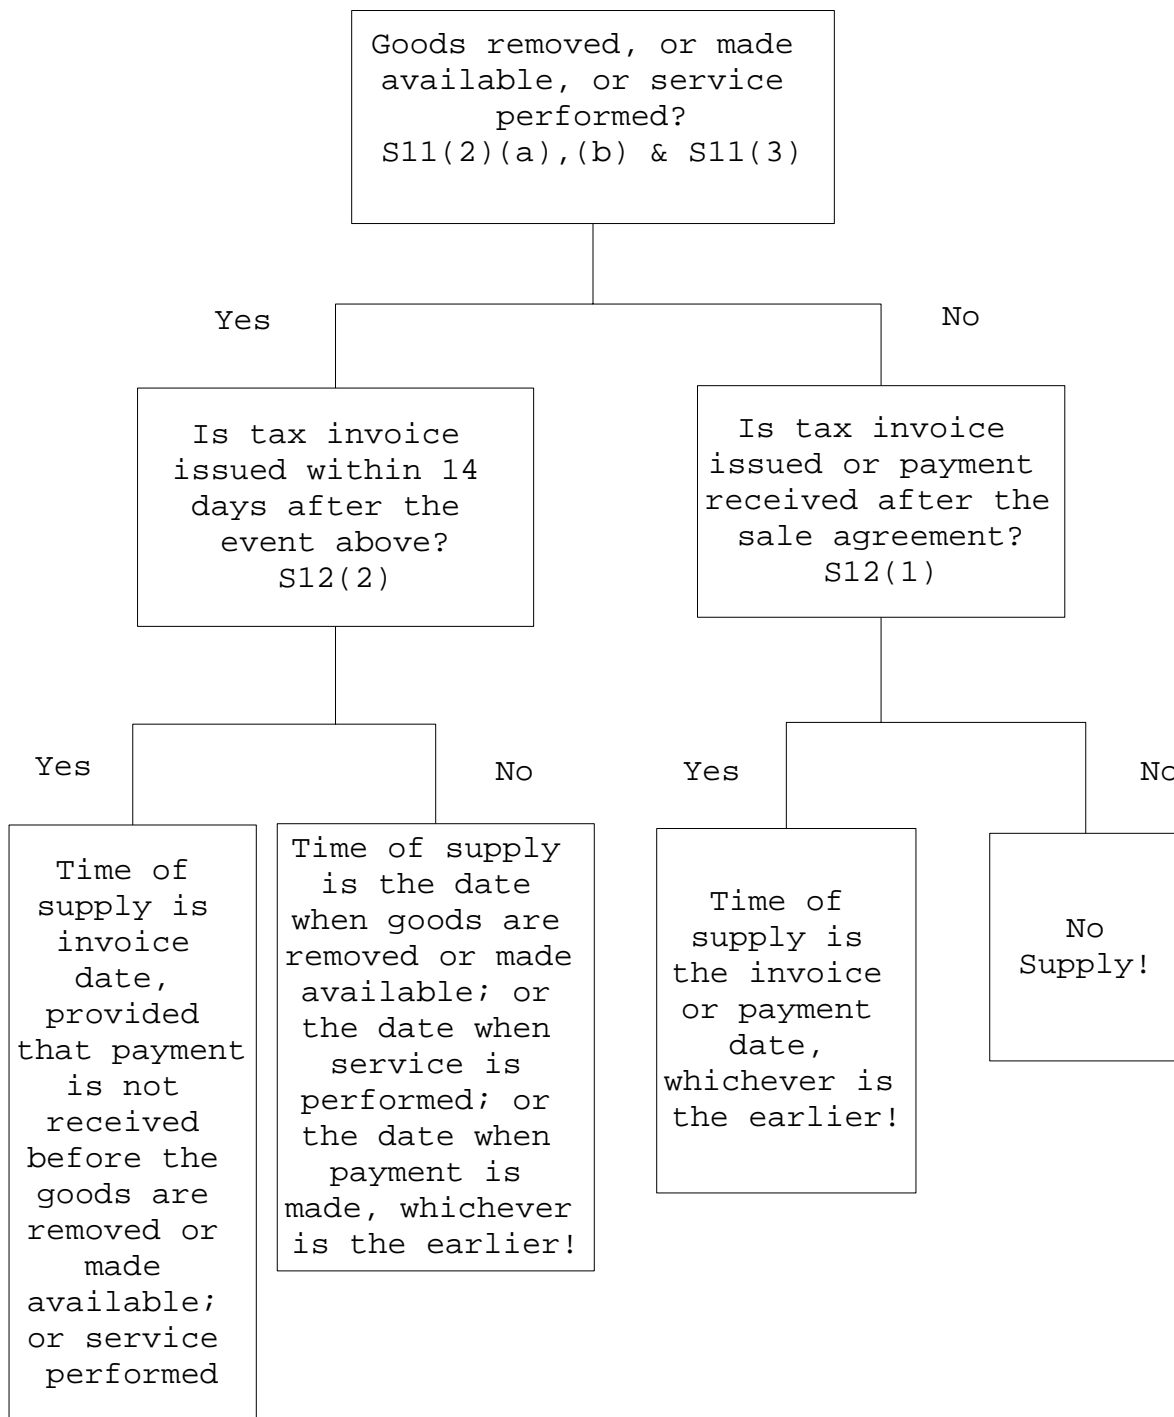 Goods removed, or made
available, or service
performed?
S11(2)(a),(b) & S11(3)
Yes
No
Is tax invoice
issued within 14
days after the
event above?
S12(2)
Is tax invoice
issued or payment
received after the
sale agreement?
S12(1)
Yes
No
Yes
No
Time of
supply is
invoice
date,
provided
that payment
is not
received
before the
goods are
removed or
made
available;
or service
performed
Time of supply
is the date
when goods are
removed or made
available; or
the date when
service is
performed; or
the date when
payment is
made, whichever
is the earlier!
Time of
supply is
the invoice
or payment
date,
whichever is
the earlier!
No
Supply!